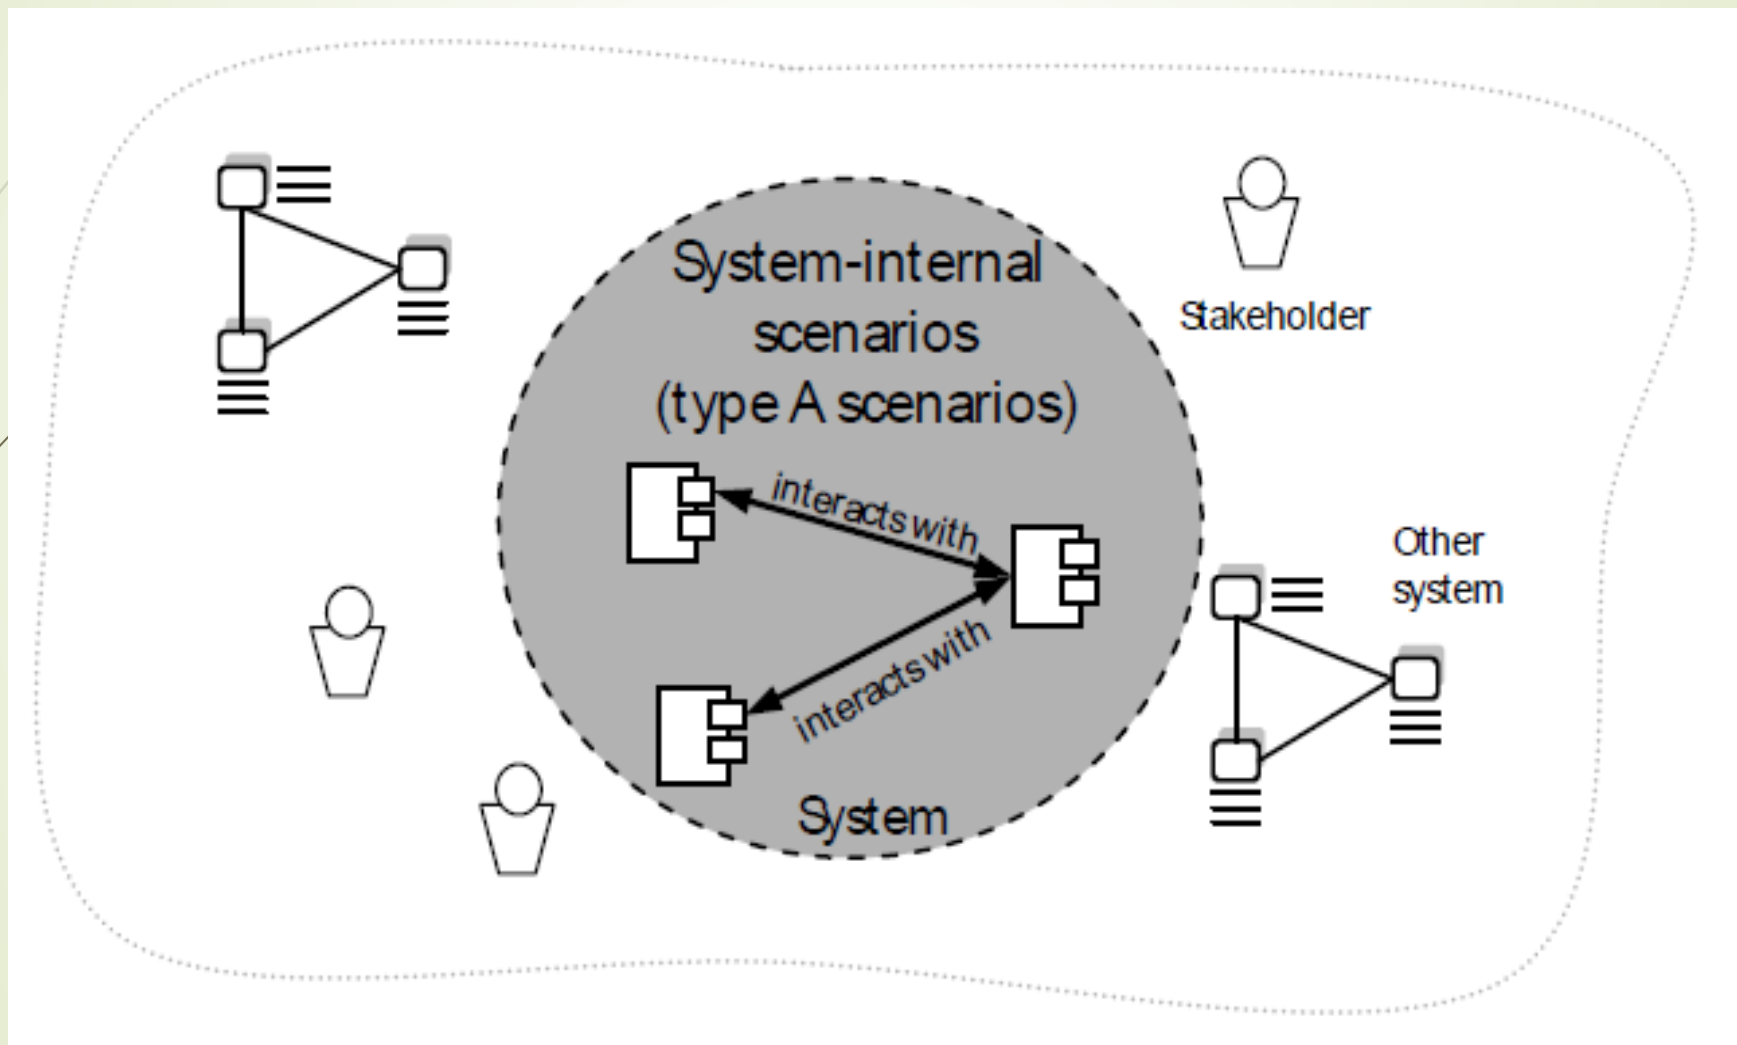 System-internal
scenarios
(type A scenarios)
Stakeholder
interacts with
interacts with
Other
system
System